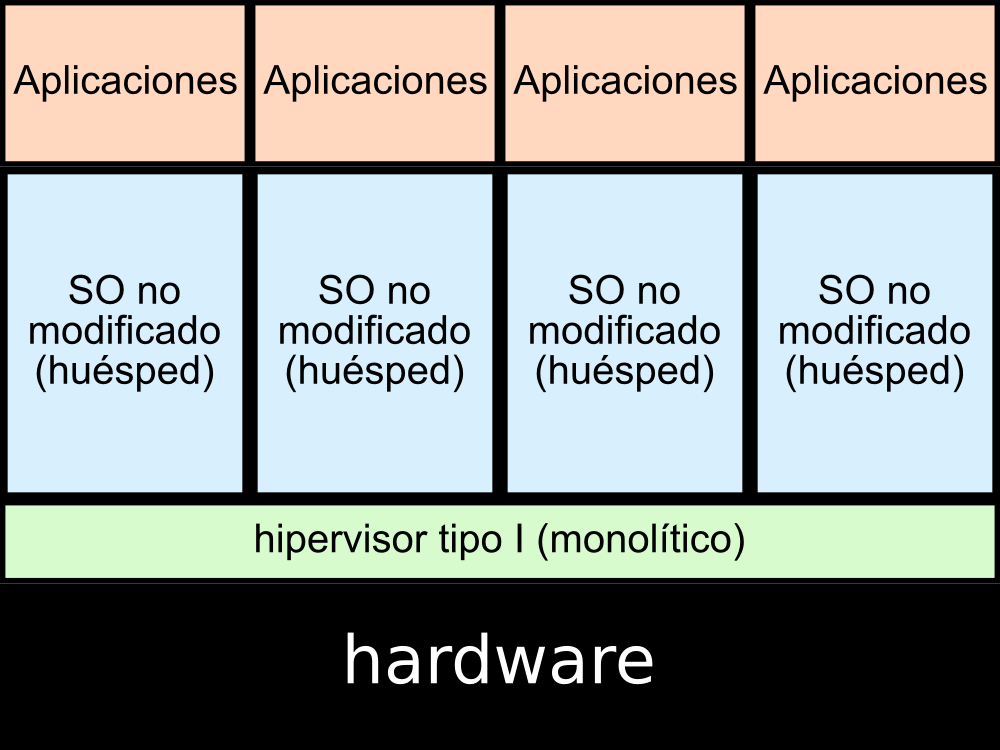 Aplicaciones Aplicaciones Aplicaciones Aplicaciones
SO no
modificado
(huésped)
SO no
modificado
(huésped)
SO no
modificado
(huésped)
SO no
modificado
(huésped)
hipervisor tipo I (monolítico)
hardware